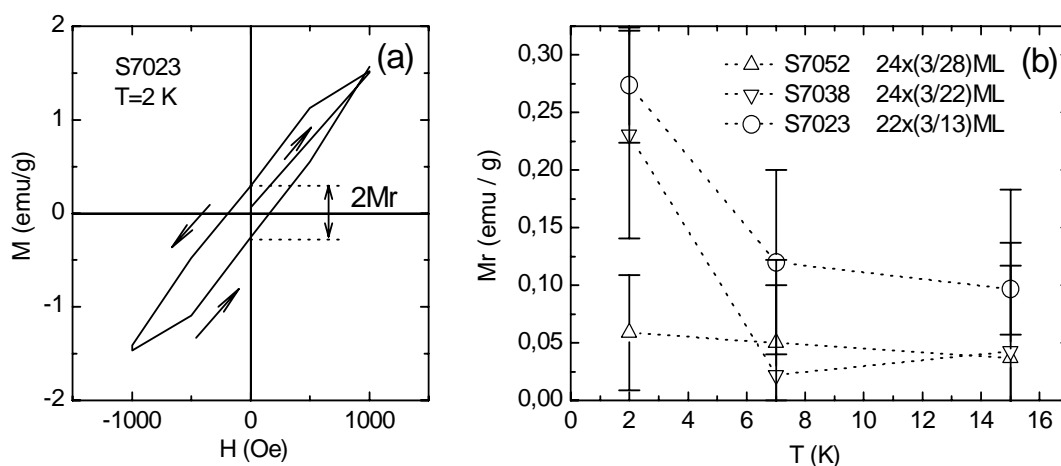 (a)
S7023
T=2 K
2Mr
M (emu/g)
2
1
0
-1
-2
-1000
0
1000
H (Oe)
(b)
S7052 24x(3/28)ML
S7038 24x(3/22)ML
S7023 22x(3/13)ML
Mr (emu / g)
0,30
0,25
0,20
0,15
0,10
0,05
0,00
0 2 4 6 8 10 12 14 16
T (K)